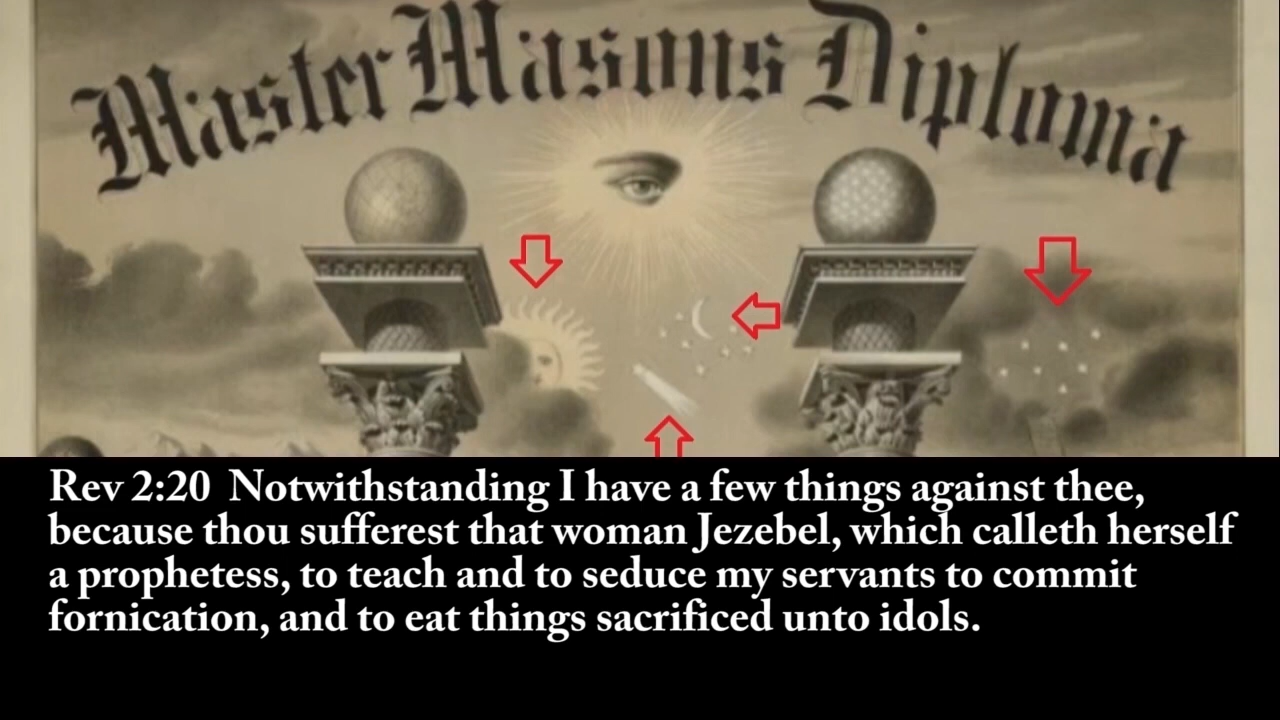 Master Masons Diploma
Rev 2:20  Notwithstanding I have a few things against thee,
because thou sufferest that woman Jezebel, which calleth herself
a prophetess, to teach and to seduce my servants to commit
fornication, and to eat things sacrificed unto idols.